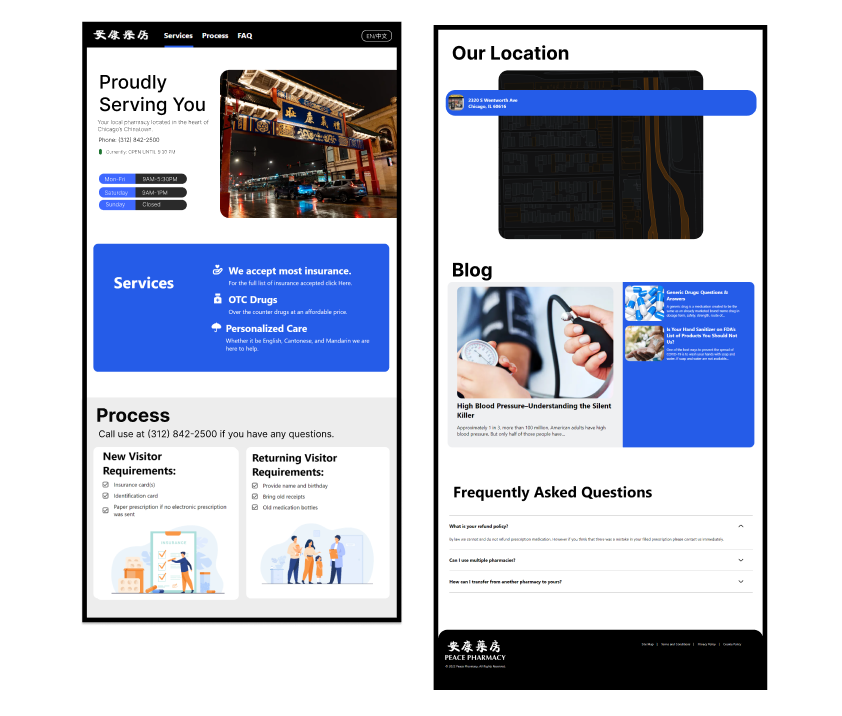 安康藥房 Services Process FAQ EN/中文
Proudly
Serving You
Your local pharmacy located in the heart of
Chicago's Chinatown.
Phone: (312) 842-2500
Currently: OPEN UNTIL 5:30 PM
Mon-Fri 9AM-5:30PM
Saturday 9AM-1PM
Sunday Closed
Services
We accept most insurance.
For the full list of insurance accepted click Here.
OTC Drugs
Over the counter drugs at an affordable price.
Personalized Care
Whether it be English, Cantonese, and Mandarin we are
here to help.
Process
Call use at (312) 842-2500 if you have any questions.
New Visitor
Requirements:
Insurance card(s)
Identification card
Paper prescription if no electronic prescription
was sent
INSURANCE
Returning Visitor
Requirements:
Provide name and birthday
Bring old receipts
Old medication bottles
Our Location
2320 S Wentworth Ave
Chicago, IL 60616
Blog
High Blood Pressure–Understanding the Silent
Killer
Approximately 1 in 3, more than 100 million, American adults have high
blood pressure. But only half of those people have...
Generic Drugs: Questions &
Answers
A generic drug is a medication created to be the
same as an already marketed brand-name drug in
dosage form, safety, strength, route of...
Is Your Hand Sanitizer on FDA's
List of Products You Should Not
Use?
One of the best ways to prevent the spread of
COVID-19 is to wash your hands with soap and
water. If soap and water are not available...
Frequently Asked Questions
What is your refund policy?
By law we cannot and do not refund prescription medication. However if you think that there was a mistake in your filled prescription please contact us immediately.
Can I use multiple pharmacies?
How can I transfer from another pharmacy to yours?
安康藥房
PEACE PHARMACY
© 2022 Peace Pharmacy. All Rights Reserved.
Site Map | Terms and Conditions | Privacy Policy | Cookie Policy